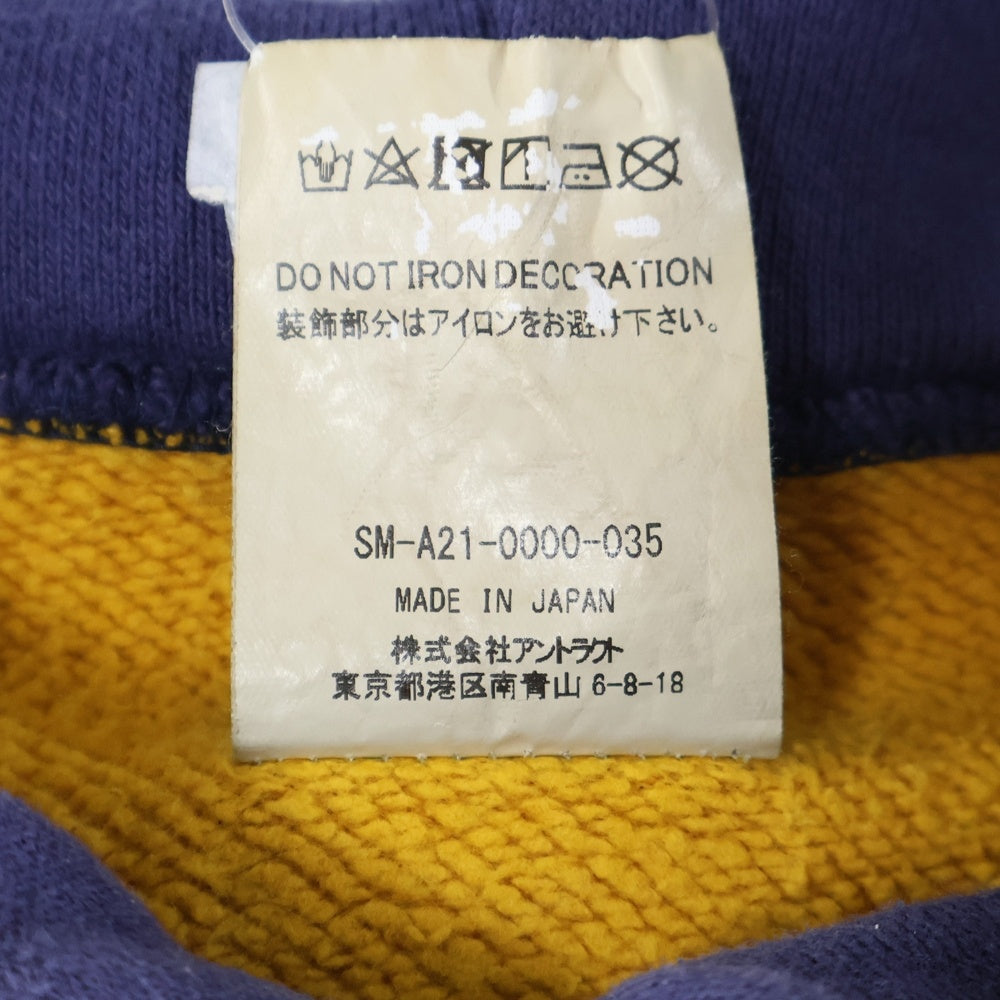 DO NOT IRON DECORATION
装飾部分はアイロンをお避け下さい。
SM-A21-0000-035
MADE IN JAPAN
株式会社アントラクト
東京都港区南青山 6-8-18